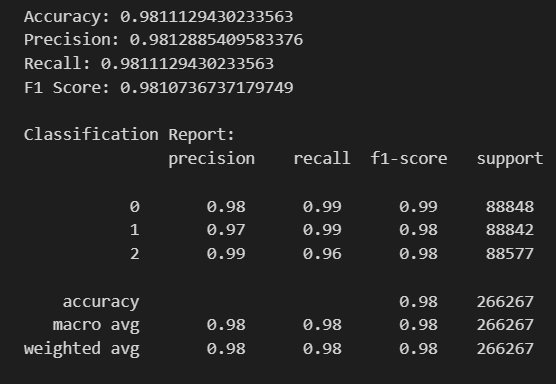 Accuracy: 0.9811129430233563
Precision: 0.9812885409583376
Recall: 0.9811129430233563
F1 Score: 0.9810736737179749
Classification Report:
precision recall f1-score support
0 0.98 0.99 0.99 88848
1 0.97 0.99 0.98 88842
2 0.99 0.96 0.98 88577
accuracy 0.98 266267
macro avg 0.98 0.98 0.98 266267
weighted avg 0.98 0.98 0.98 266267